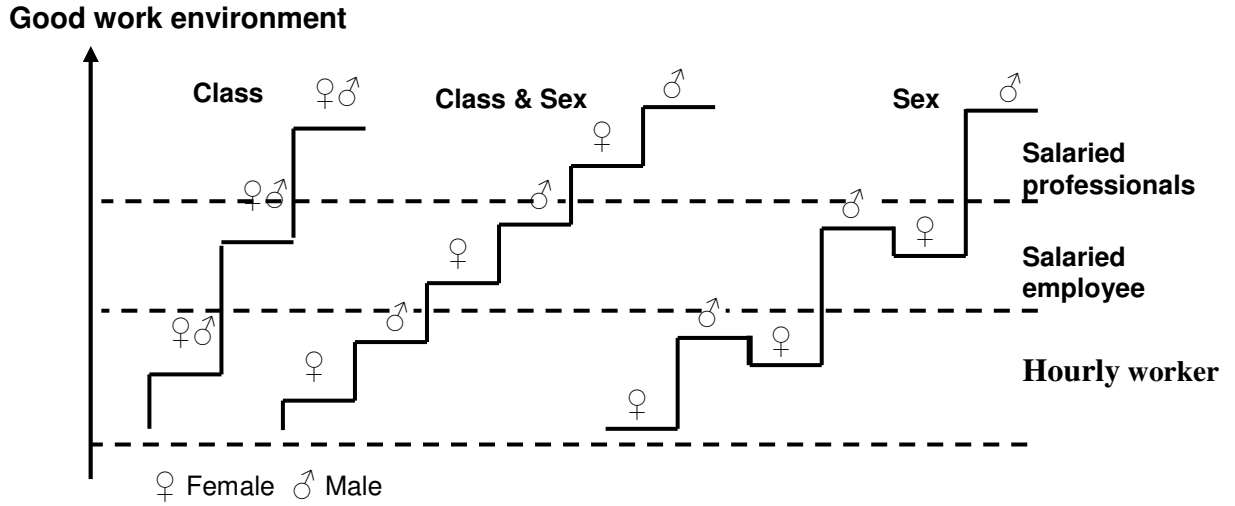 Good work environment
Class ♀♂
Class & Sex ♂
Sex ♂
♀
Salaried
professionals
♀♂
♂
♂
♀
♀
Salaried
employee
♀♂
♂
♂
♀
♀
Hourly worker
♀
♀ Female ♂ Male